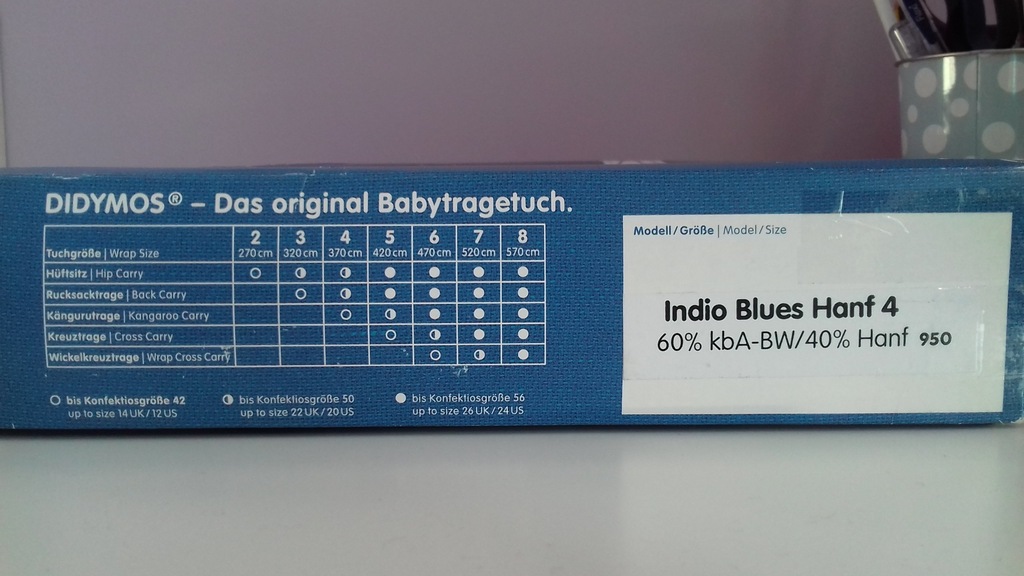 DIDYMOS® – Das original Babytragetuch.
2 3 4 5 6 7 8
Tuchgröße | Wrap Size 270 cm 320 cm 370 cm 420 cm 470 cm 520 cm 570 cm
Hüftsitz | Hip Carry ○ ◑ ◑ ● ● ● ●
Rucksacktrage | Back Carry ○ ◑ ● ● ● ●
Kängurutrage | Kangaroo Carry ○ ◑ ● ● ●
Kreuztrage | Cross Carry ○ ◑ ● ●
Wickelkreuztrage | Wrap Cross Carry ○ ◑ ●
○ bis Konfektiosgröße 42 ◑ bis Konfektiosgröße 50 ● bis Konfektiosgröße 56
up to size 14 UK / 12 US up to size 22 UK / 20 US up to size 26 UK / 24 US
Modell / Größe | Model / Size
Indio Blues Hanf 4
60% kbA-BW/40% Hanf 950